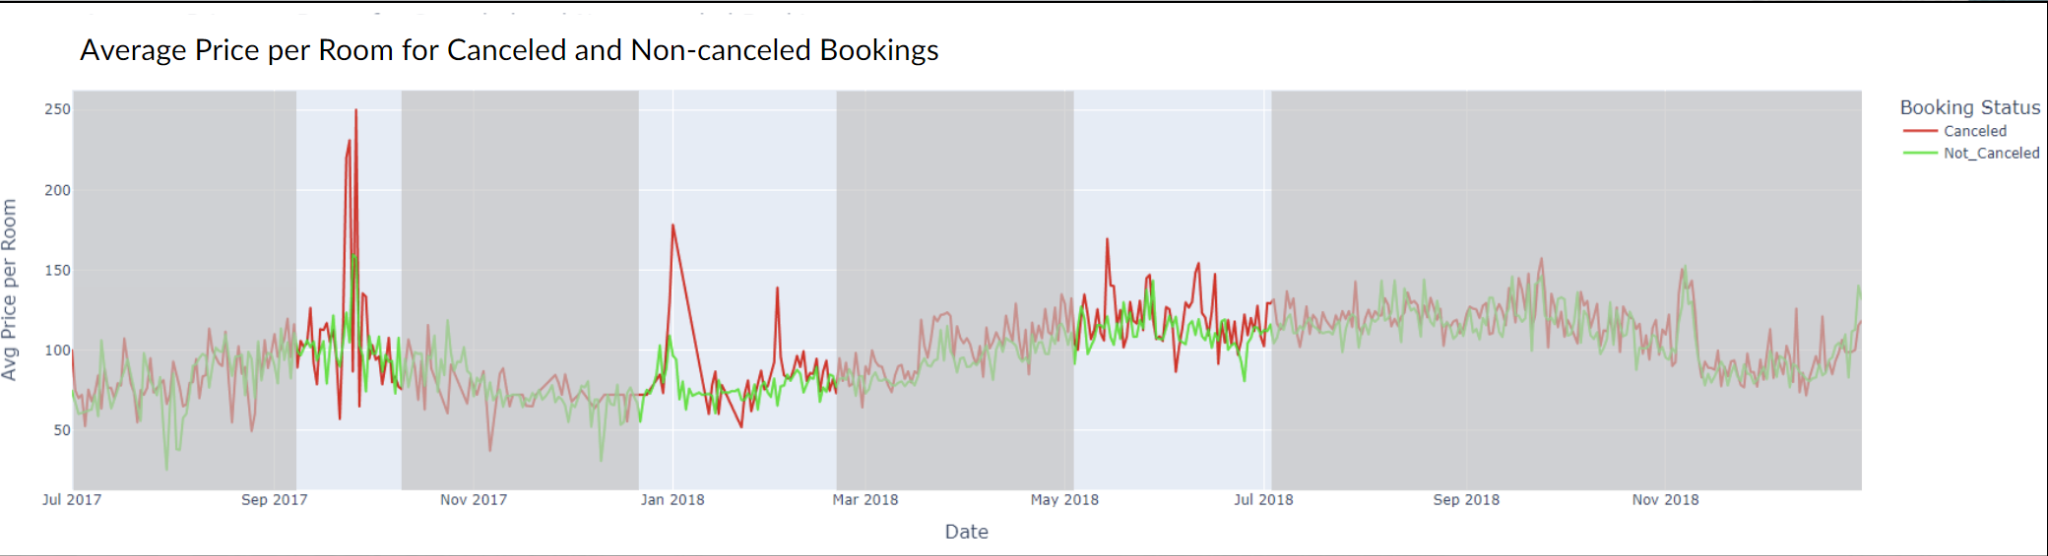 Average Price per Room for Canceled and Non-canceled Bookings
Booking Status
Canceled
Not_Canceled
Avg Price per Room
250
200
150
100
50
Jul 2017 Sep 2017 Nov 2017 Jan 2018 Mar 2018 May 2018 Jul 2018 Sep 2018 Nov 2018
Date